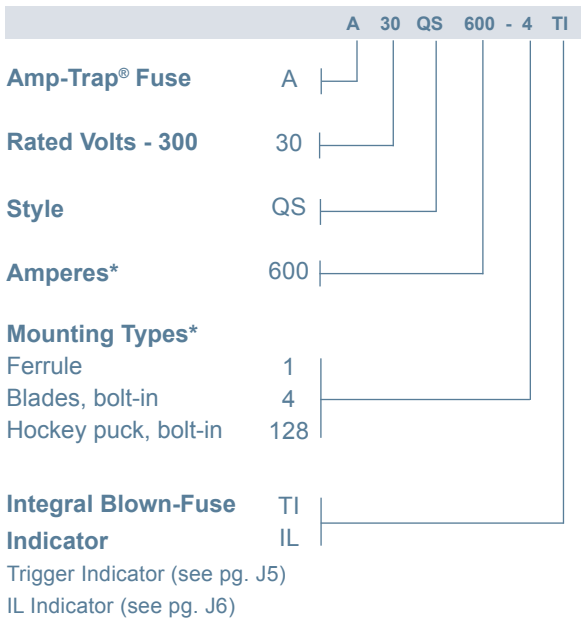 A 30 QS 600 - 4 TI
Amp-Trap® Fuse A
Rated Volts - 300 30
Style QS
Amperes* 600
Mounting Types*
Ferrule 1
Blades, bolt-in 4
Hockey puck, bolt-in 128
Integral Blown-Fuse TI
Indicator IL
Trigger Indicator (see pg. J5)
IL Indicator (see pg. J6)